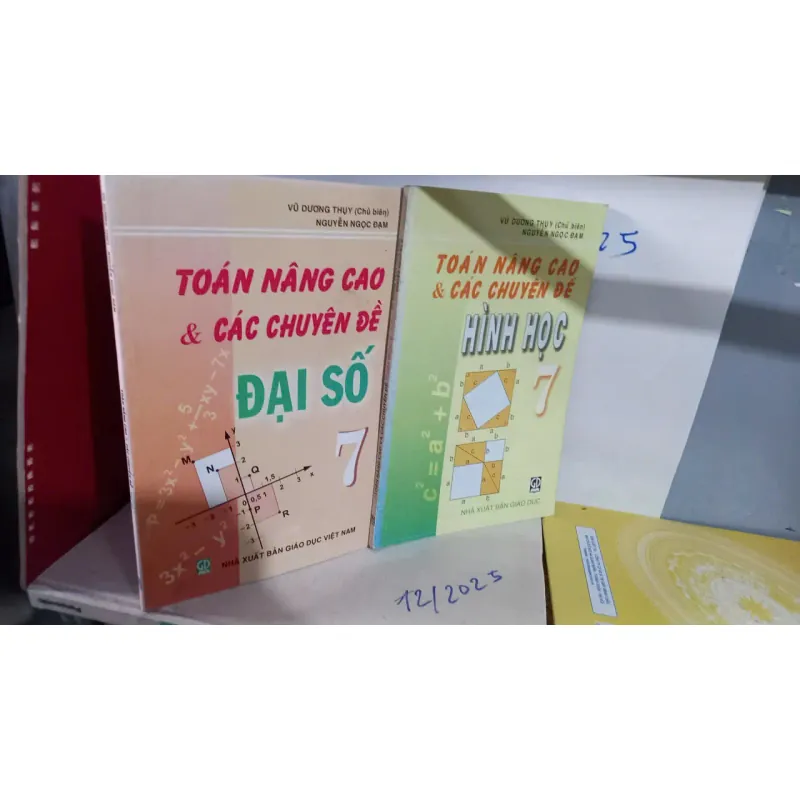 VŨ DƯƠNG THỤY (Chủ biên)
NGUYỄN NGỌC ĐẠM
TOÁN NÂNG CAO
& CÁC CHUYÊN ĐỀ
ĐẠI SỐ
7
M
N
Q
P
R
y
x
NHÀ XUẤT BẢN GIÁO DỤC VIỆT NAM
VŨ DƯƠNG THỤY (Chủ biên)
NGUYỄN NGỌC ĐẠM
TOÁN NÂNG CAO
& CÁC CHUYÊN ĐỀ
HÌNH HỌC
7
c² = a² + b²
NHÀ XUẤT BẢN GIÁO DỤC
25
12/2025